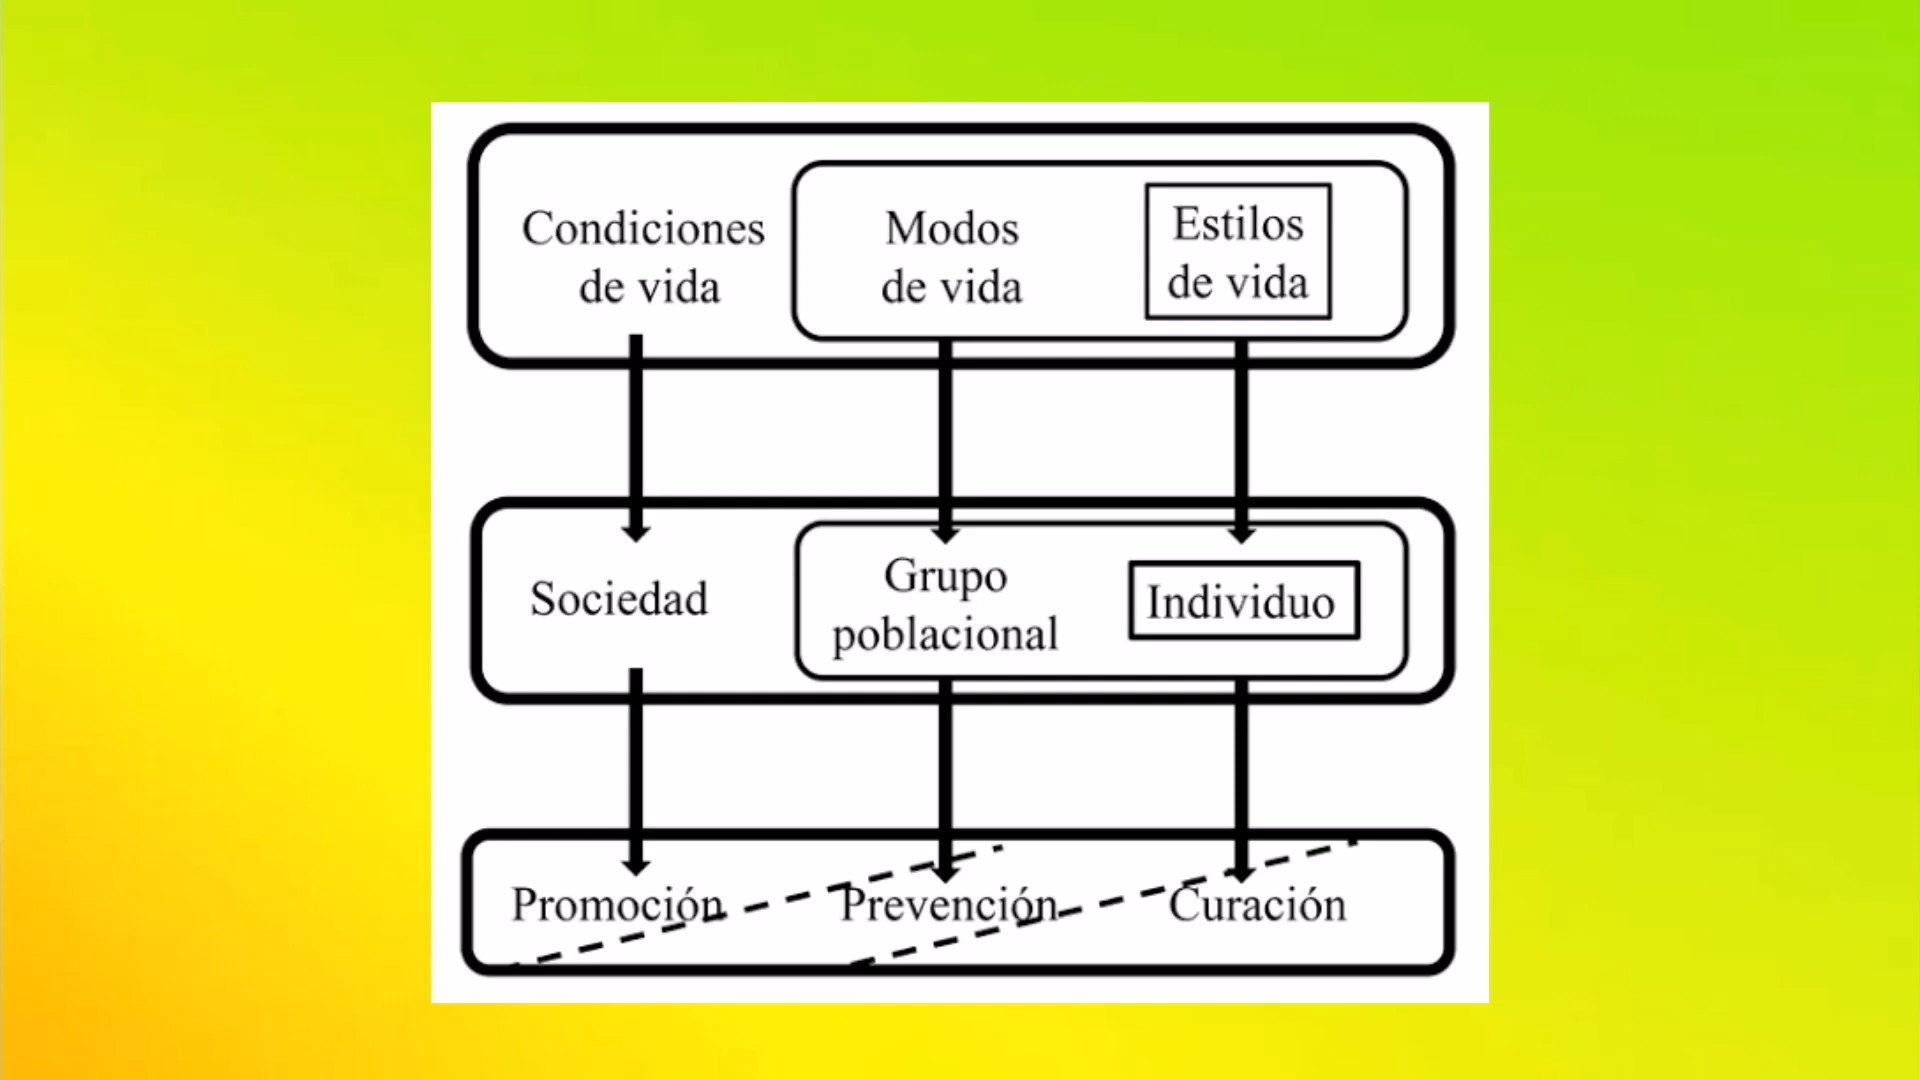 Condiciones
de vida
Modos
de vida
Estilos
de vida
Sociedad
Grupo
poblacional
Individuo
Promoción
Prevención
Curación